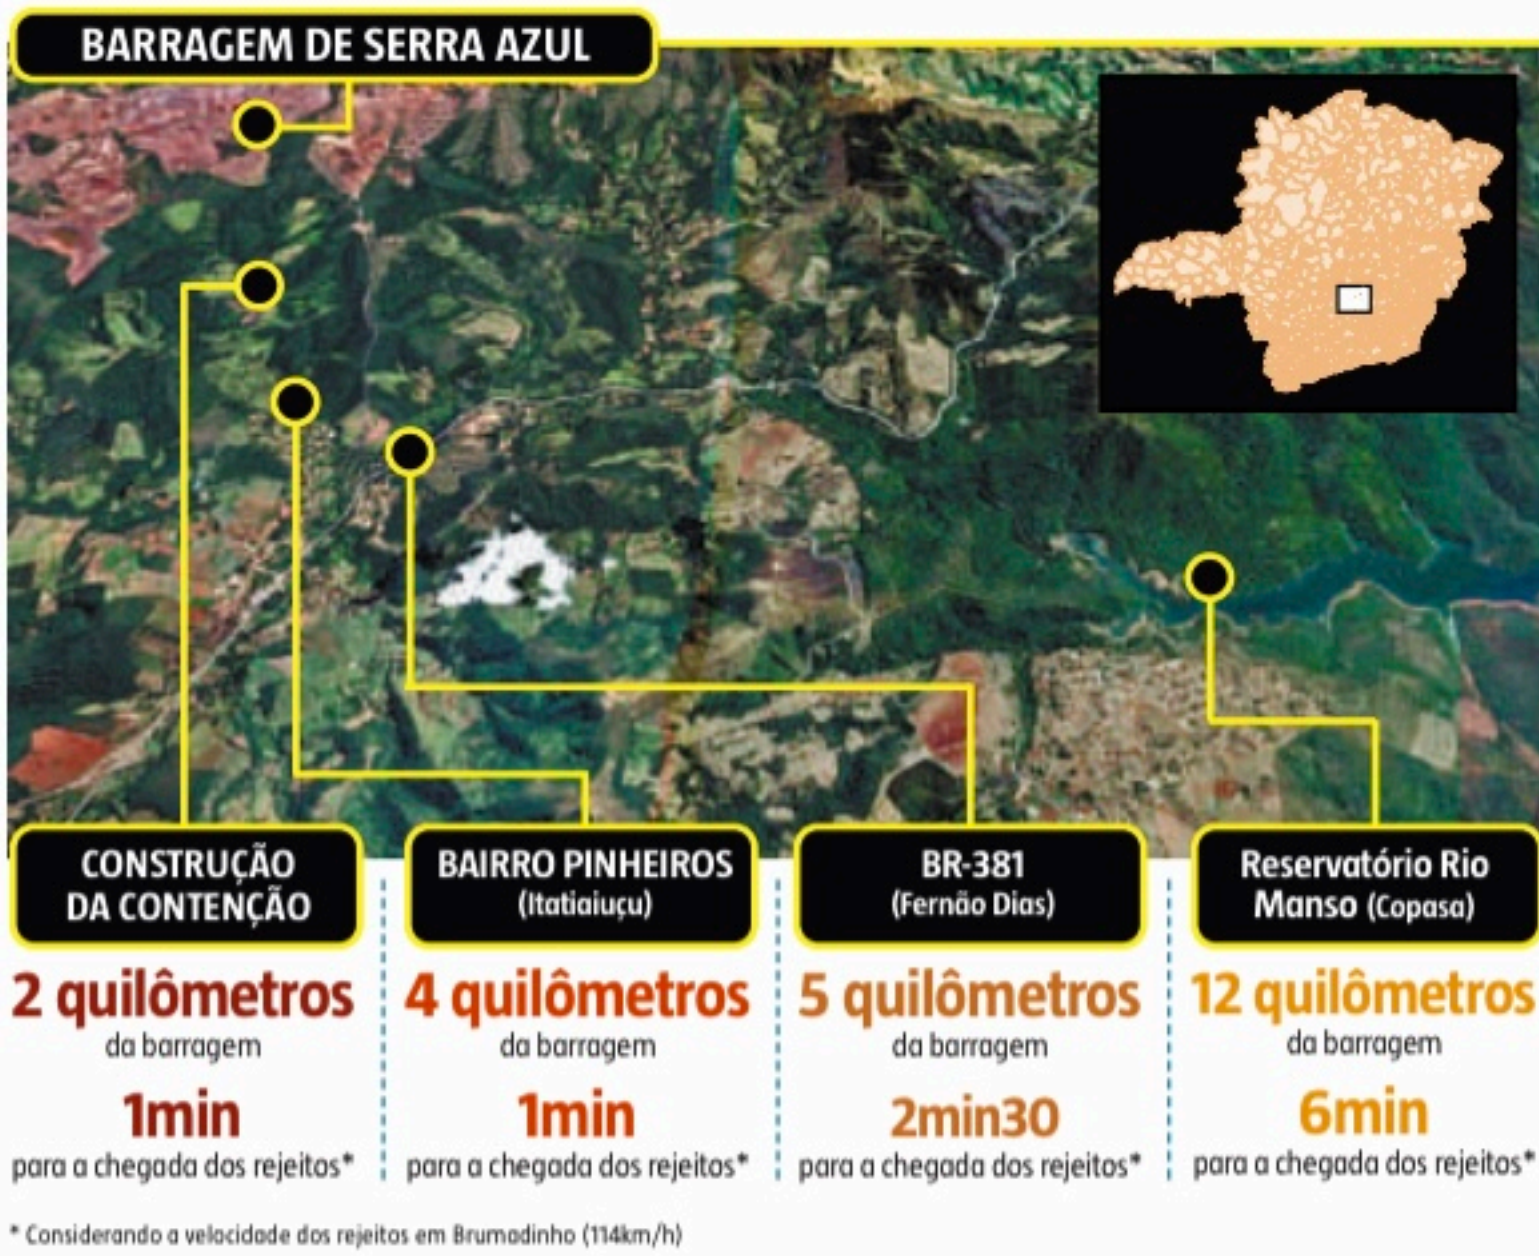 BARRAGEM DE SERRA AZUL
CONSTRUÇÃO
DA CONTENÇÃO
2 quilômetros
da barragem
1min
para a chegada dos rejeitos*
BAIRRO PINHEIROS
(Itatiaiuçu)
4 quilômetros
da barragem
1min
para a chegada dos rejeitos*
BR-381
(Fernão Dias)
5 quilômetros
da barragem
2min30
para a chegada dos rejeitos*
Reservatório Rio
Manso (Copasa)
12 quilômetros
da barragem
6min
para a chegada dos rejeitos*
* Considerando a velocidade dos rejeitos em Brumadinho (114km/h)